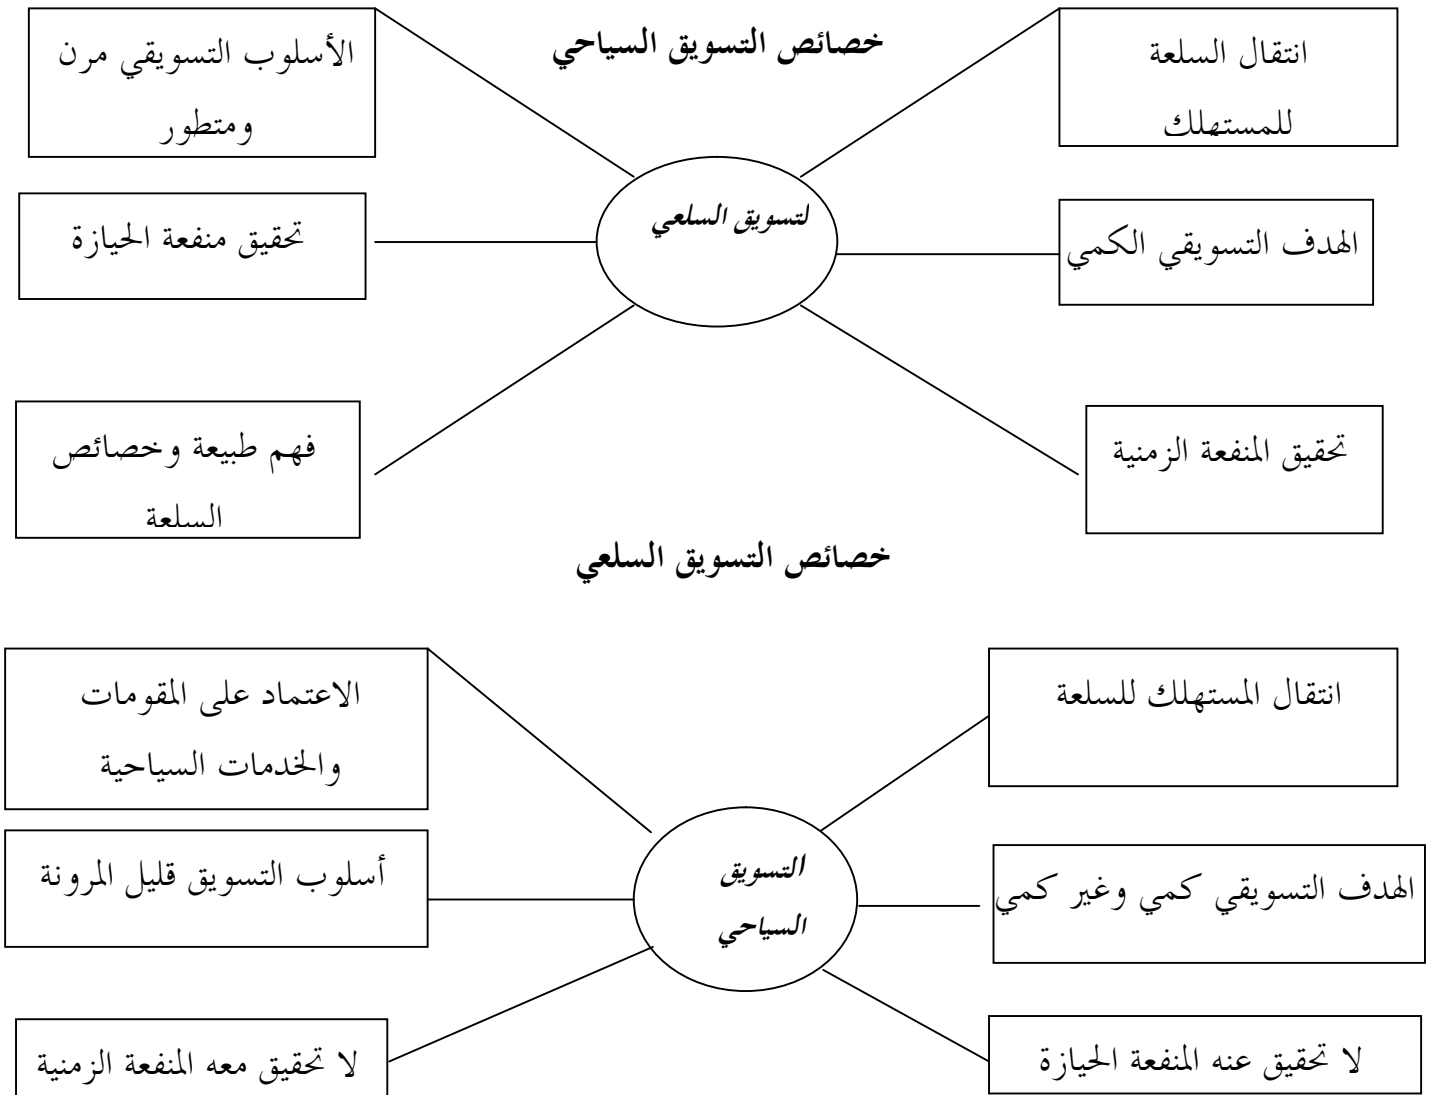 خصائص التسويق السياحي
انتقال السلعة
للمستهلك
الأسلوب التسويقي مرن
ومتطور
لتسويق السلعي
الهدف التسويقي الكمي
تحقيق منفعة الحيازة
تحقيق المنفعة الزمنية
فهم طبيعة وخصائص
السلعة
خصائص التسويق السلعي
انتقال المستهلك للسلعة
الاعتماد على المقومات
والخدمات السياحية
التسويق
السياحي
الهدف التسويقي كمي وغير كمي
أسلوب التسويق قليل المرونة
لا تحقيق عنه المنفعة الحيازة
لا تحقيق معه المنفعة الزمنية